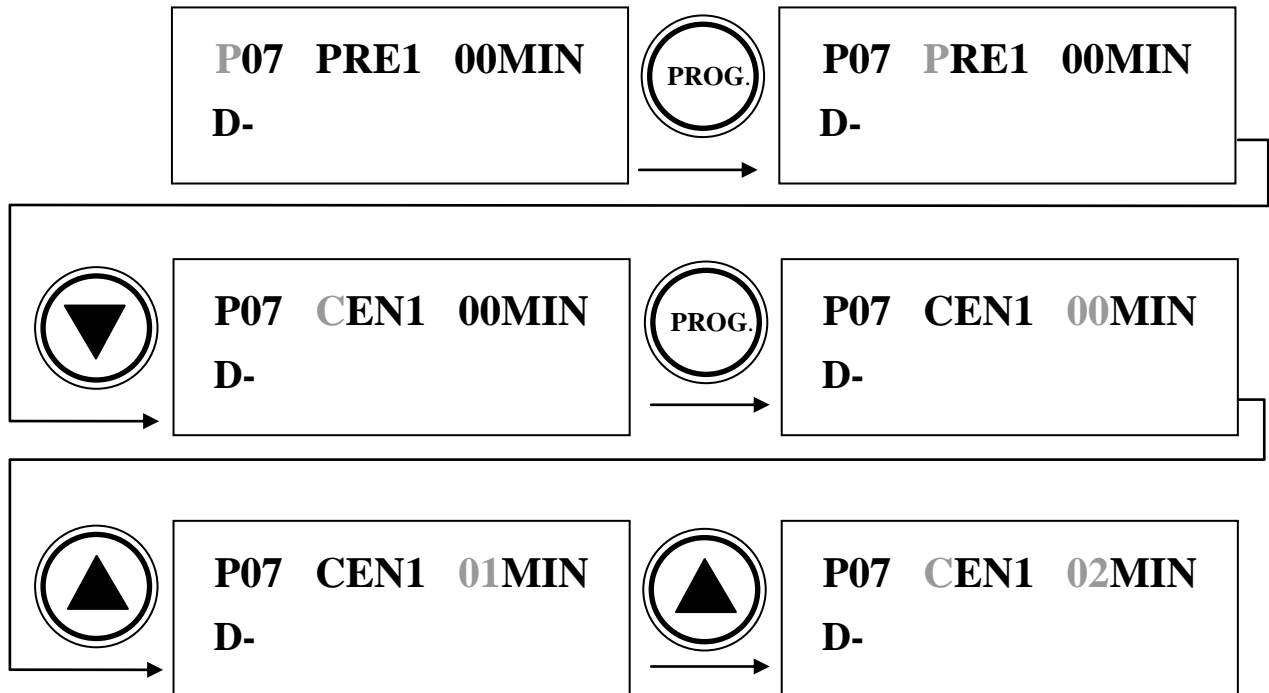 P07 PRE1 00MIN
D-
PROG.
P07 PRE1 00MIN
D-
P07 CEN1 00MIN
D-
PROG.
P07 CEN1 00MIN
D-
P07 CEN1 01MIN
D-
P07 CEN1 02MIN
D-